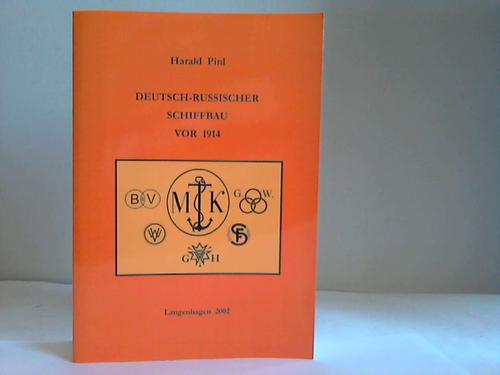 Harald Pinl
DEUTSCH-RUSSISCHER
SCHIFFBAU
VOR 1914
B V
M K
G. W.
G H
Langenhagen 2002